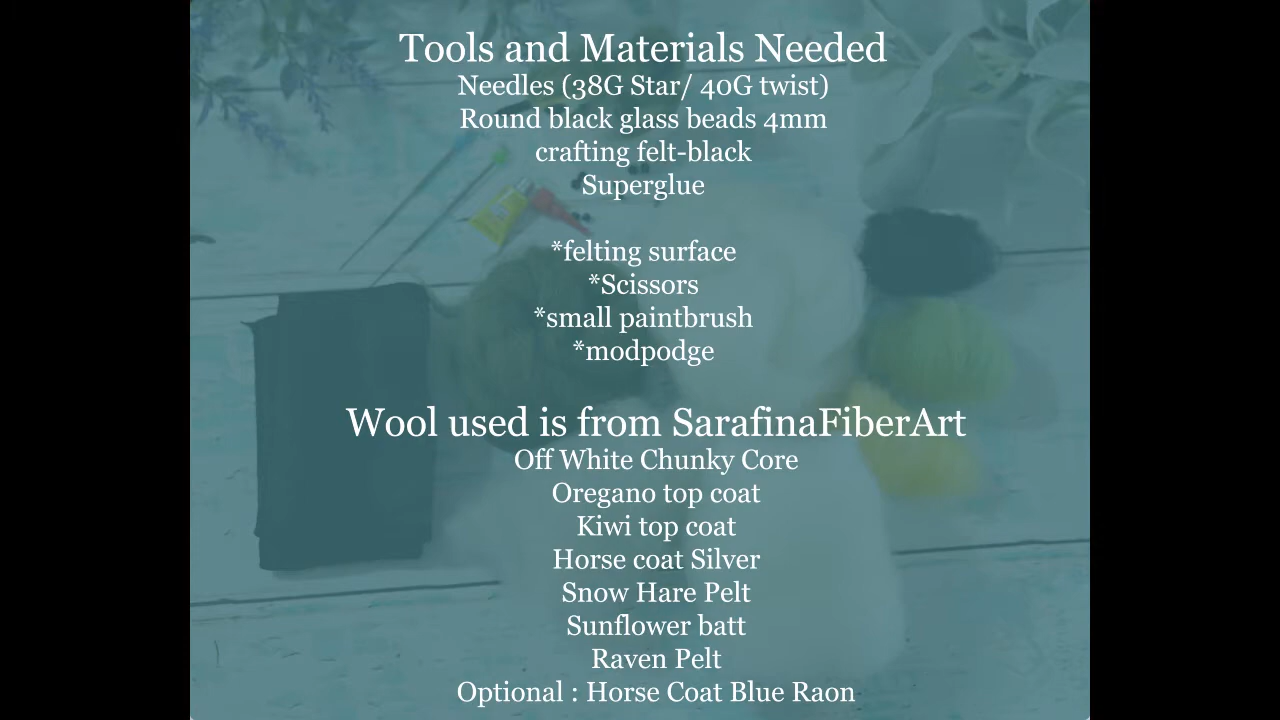 Tools and Materials Needed
Needles (38G Star/ 40G twist)
Round black glass beads 4mm
crafting felt-black
Superglue
*felting surface
*Scissors
*small paintbrush
*modpodge
Wool used is from SarafinaFiberArt
Off White Chunky Core
Oregano top coat
Kiwi top coat
Horse coat Silver
Snow Hare Pelt
Sunflower batt
Raven Pelt
Optional : Horse Coat Blue Raon